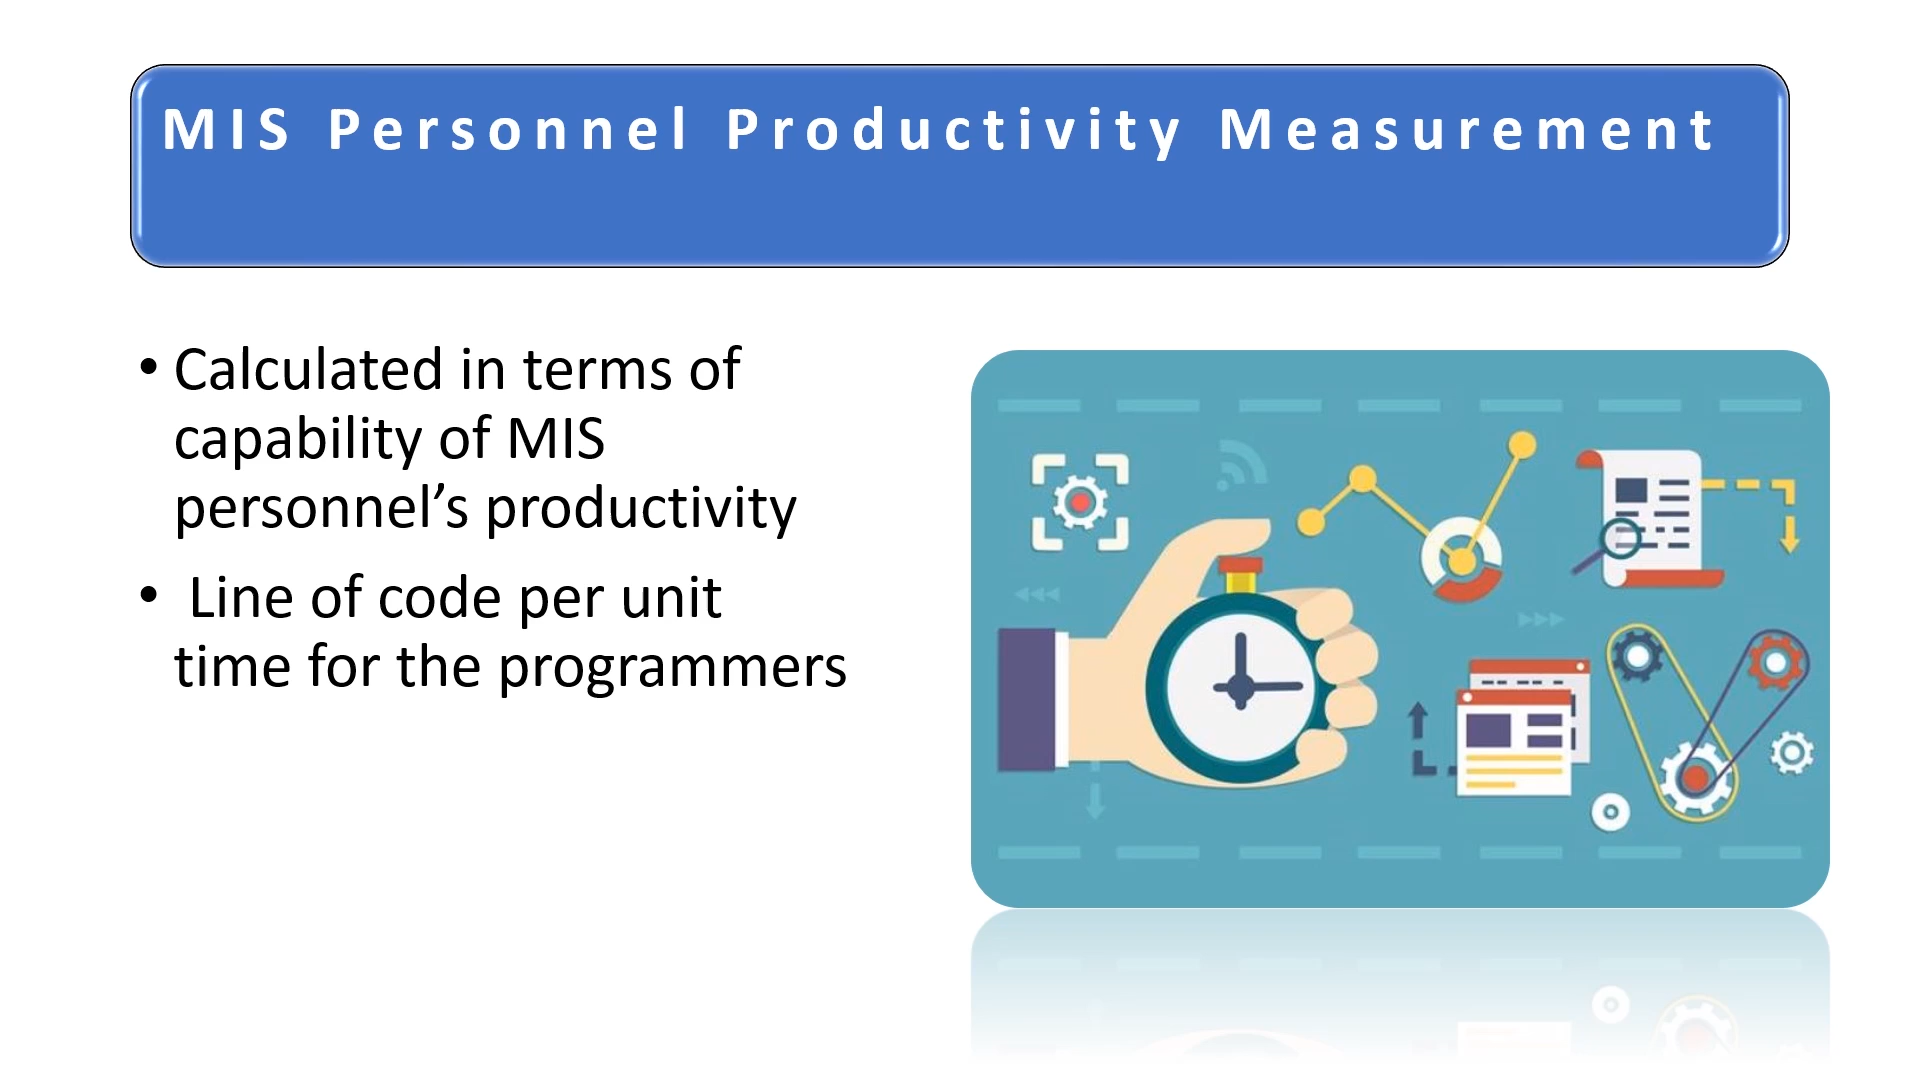 MIS Personnel Productivity Measurement
• Calculated in terms of
capability of MIS
personnel’s productivity
• Line of code per unit
time for the programmers